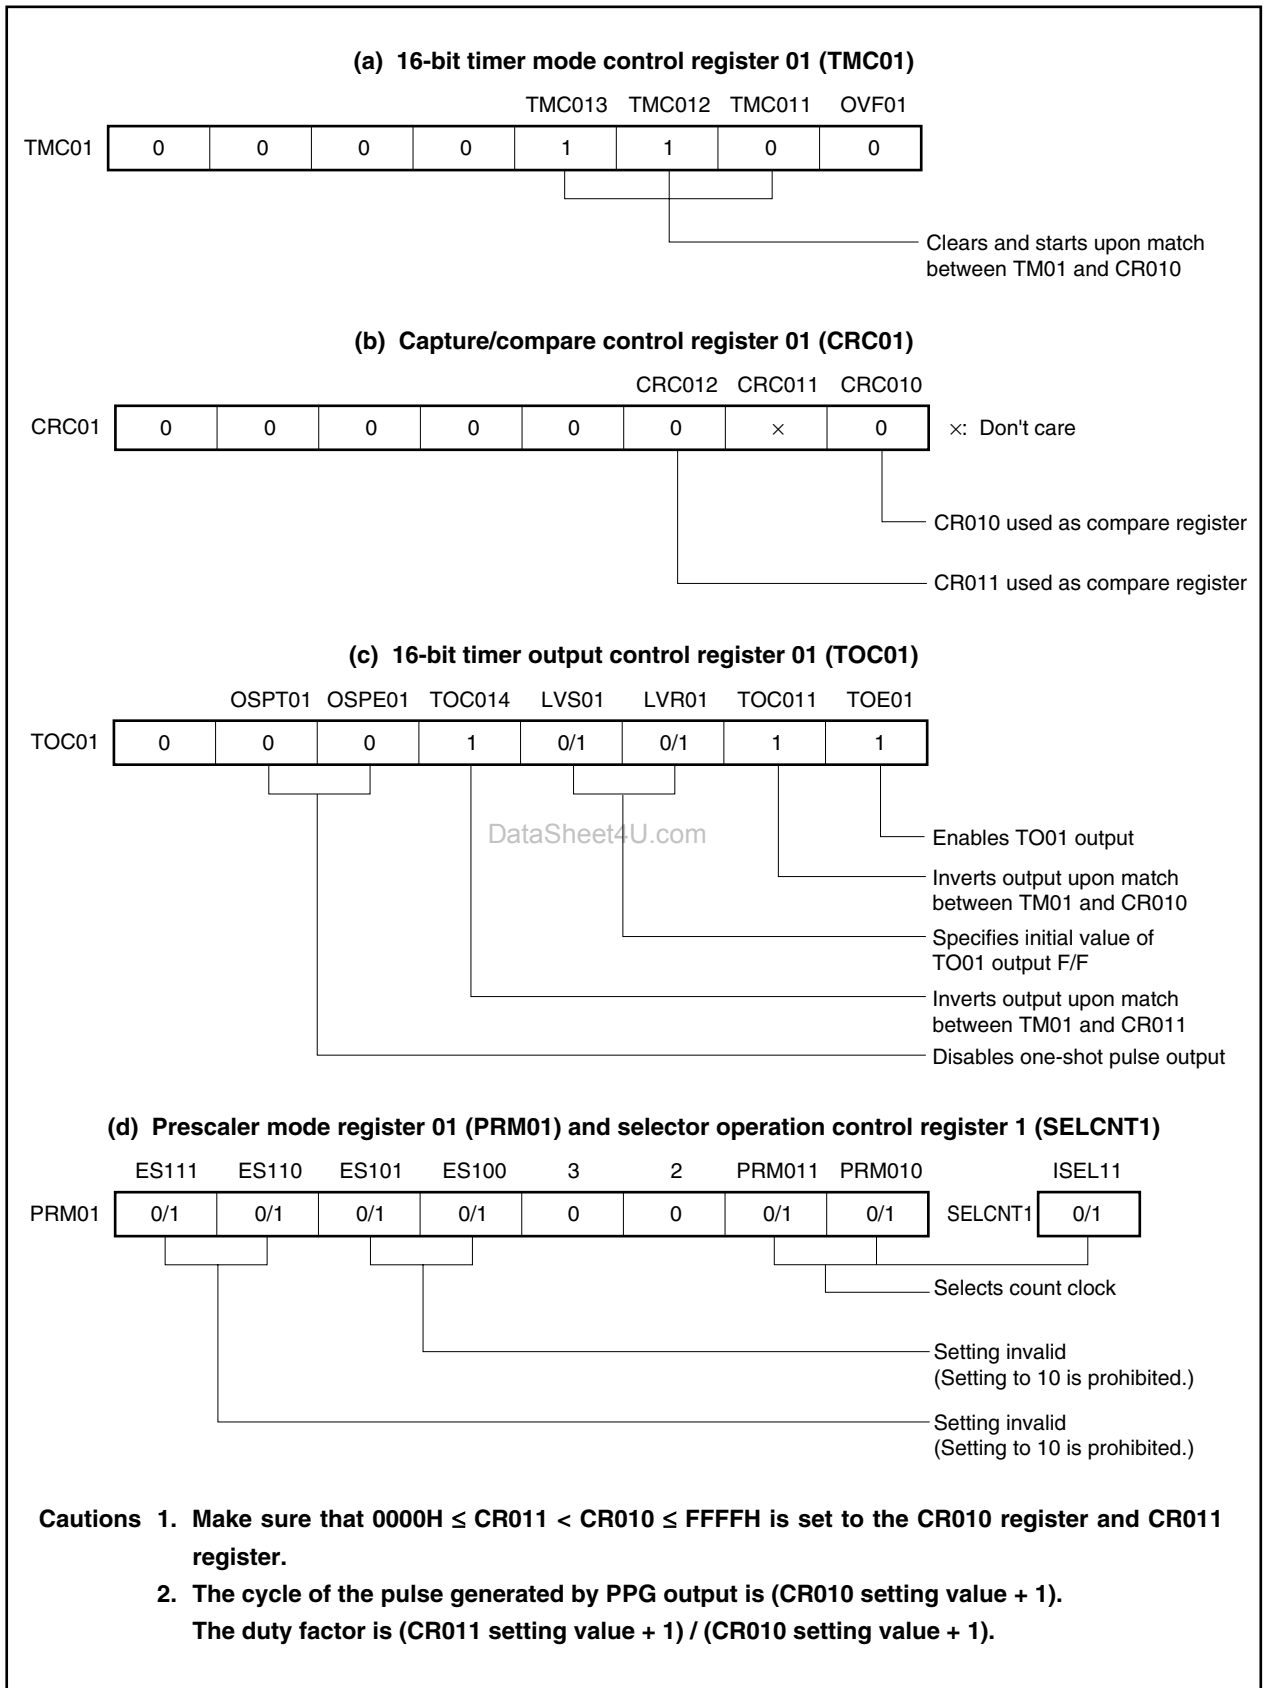 (a) 16-bit timer mode control register 01 (TMC01)
TMC013 TMC012 TMC011 OVF01
TMC01 0 0 0 0 1 1 0 0
Clears and starts upon match
between TM01 and CR010
(b) Capture/compare control register 01 (CRC01)
CRC012 CRC011 CRC010
CRC01 0 0 0 0 0 0 × 0 ×: Don't care
CR010 used as compare register
CR011 used as compare register
(c) 16-bit timer output control register 01 (TOC01)
OSPT01 OSPE01 TOC014 LVS01 LVR01 TOC011 TOE01
TOC01 0 0 0 1 0/1 0/1 1 1
DataSheet4U.com
Enables TO01 output
Inverts output upon match
between TM01 and CR010
Specifies initial value of
TO01 output F/F
Inverts output upon match
between TM01 and CR011
Disables one-shot pulse output
(d) Prescaler mode register 01 (PRM01) and selector operation control register 1 (SELCNT1)
ES111 ES110 ES101 ES100 3 2 PRM011 PRM010 ISEL11
PRM01 0/1 0/1 0/1 0/1 0 0 0/1 0/1 SELCNT1 0/1
Selects count clock
Setting invalid
(Setting to 10 is prohibited.)
Setting invalid
(Setting to 10 is prohibited.)
Cautions 1. Make sure that 0000H ≤ CR011 < CR010 ≤ FFFFH is set to the CR010 register and CR011
register.
2. The cycle of the pulse generated by PPG output is (CR010 setting value + 1).
The duty factor is (CR011 setting value + 1) / (CR010 setting value + 1).